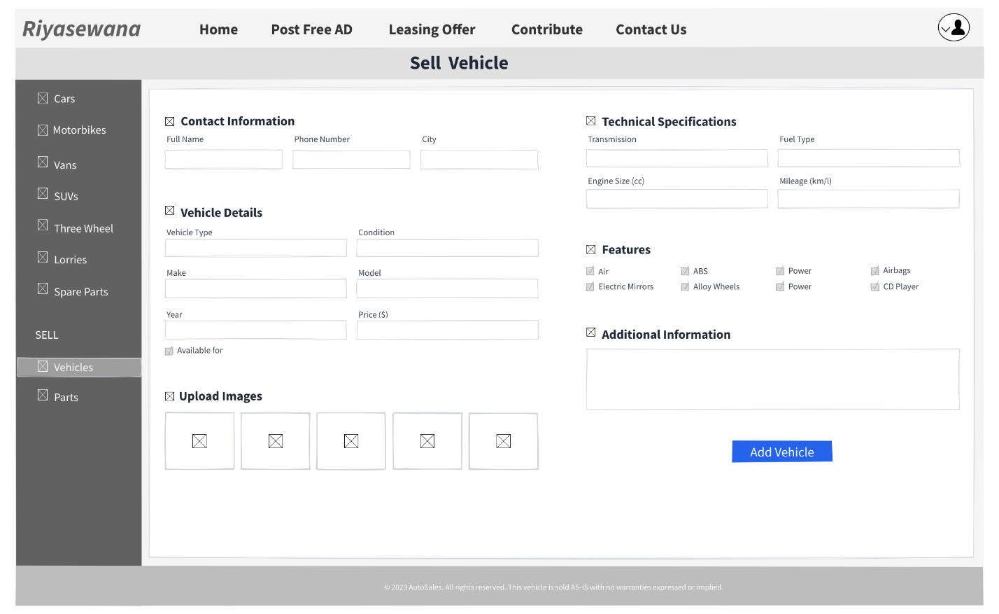 Riyasewana
Home
Post Free AD
Leasing Offer
Contribute
Contact Us
Sell Vehicle
Cars
Motorbikes
Vans
SUVs
Three Wheel
Lorries
Spare Parts
SELL
Vehicles
Parts
Contact Information
Full Name
Phone Number
City
Vehicle Details
Vehicle Type
Condition
Make
Model
Year
Price ($)
Available for
Upload Images
Technical Specifications
Transmission
Fuel Type
Engine Size (cc)
Mileage (km/l)
Features
Air
ABS
Power
Airbags
Electric Mirrors
Alloy Wheels
Power
CD Player
Additional Information
Add Vehicle
© 2023 AutoSales. All rights reserved. This vehicle is sold AS-IS with no warranties expressed or implied.